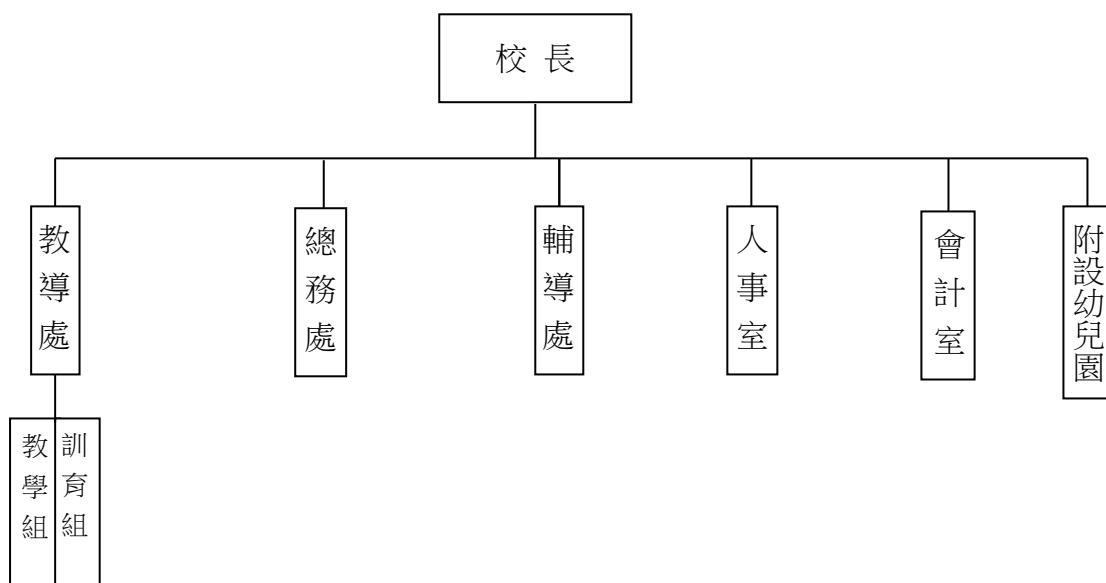 校 長
教導處
總務處
輔導處
人事室
會計室
附設幼兒園
教學組
訓育組